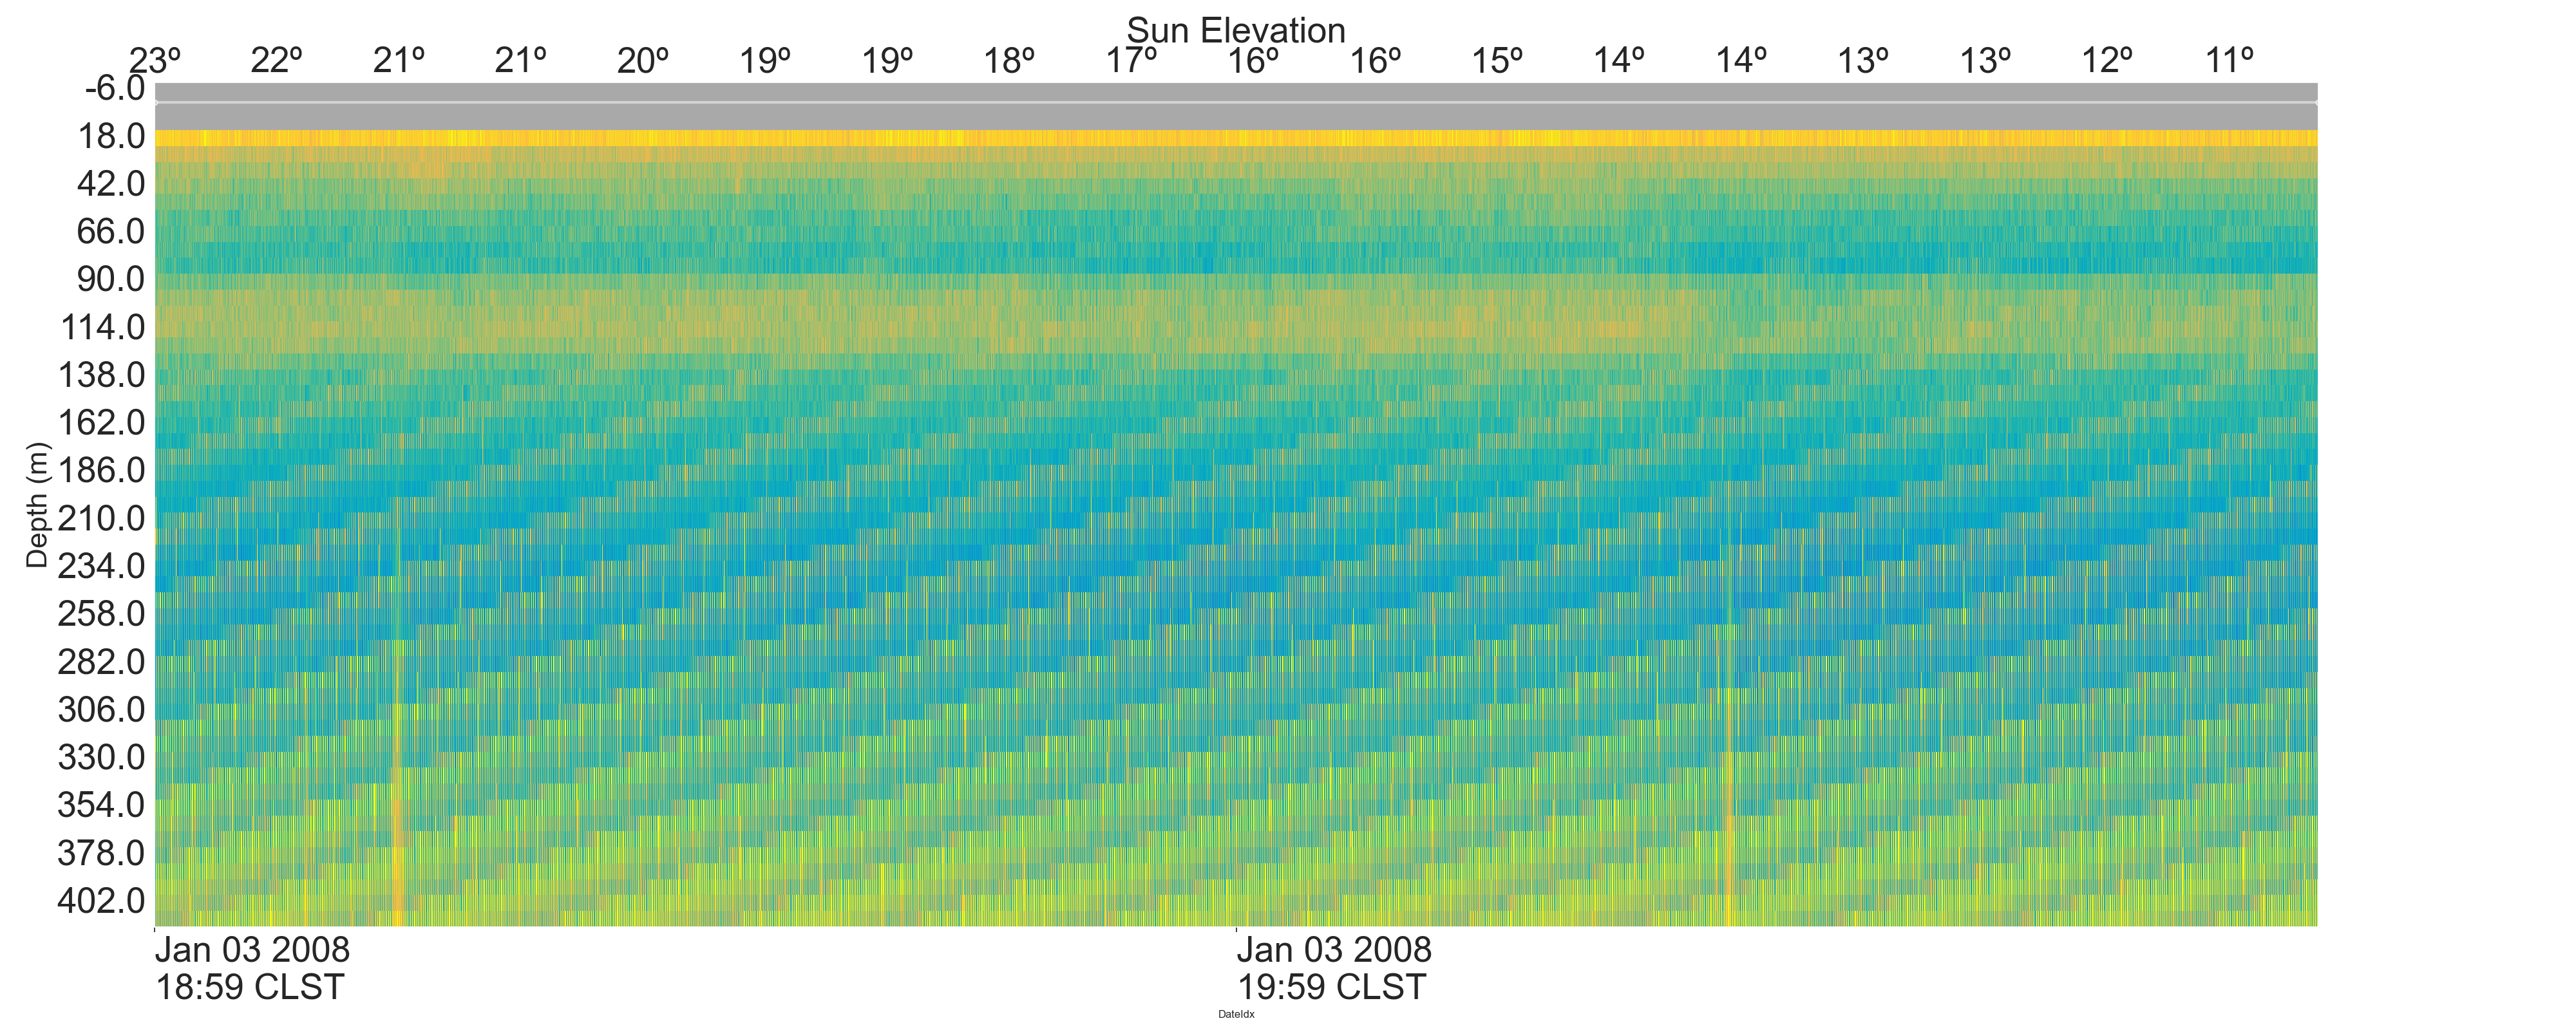 Sun Elevation
23º 22º 21º 21º 20º 19º 19º 18º 17º 16º 16º 15º 14º 14º 13º 13º 12º 11º
-6.0
18.0
42.0
66.0
90.0
114.0
138.0
162.0
186.0
210.0
234.0
258.0
282.0
306.0
330.0
354.0
378.0
402.0
Depth (m)
Jan 03 2008
18:59 CLST
Jan 03 2008
19:59 CLST
DateIdx